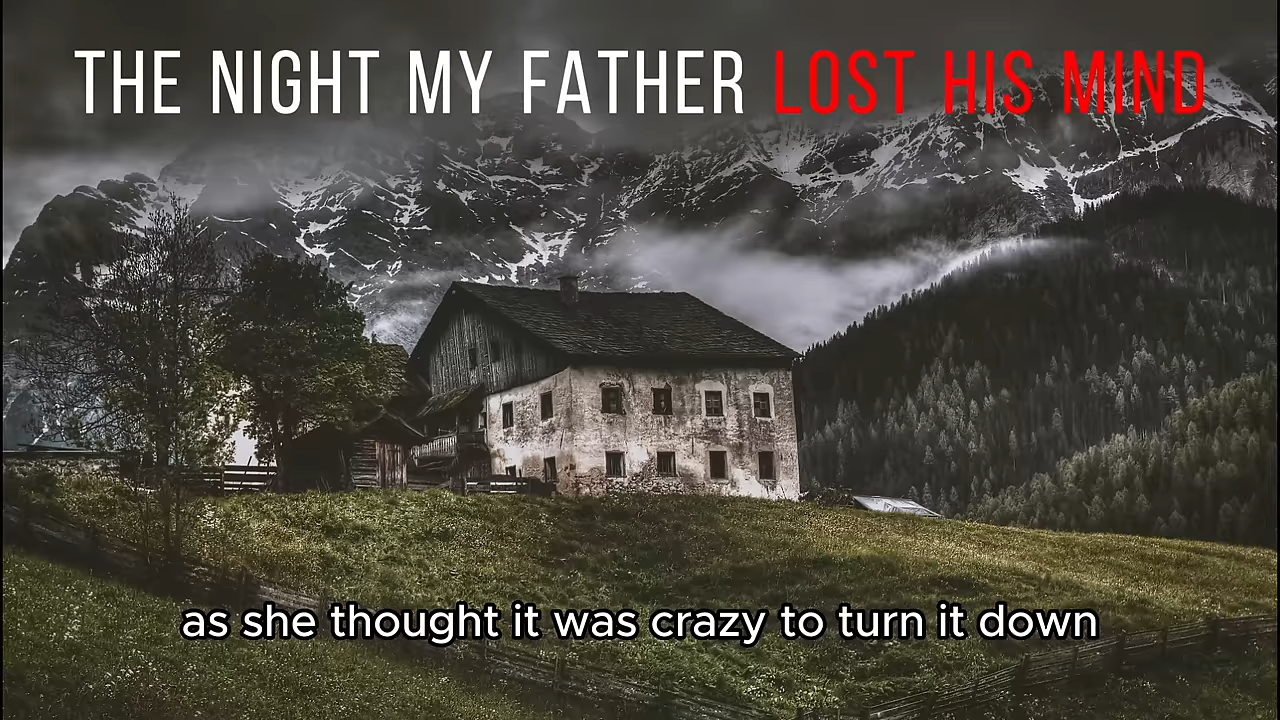 THE NIGHT MY FATHER LOST HIS MIND
as she thought it was crazy to turn it down